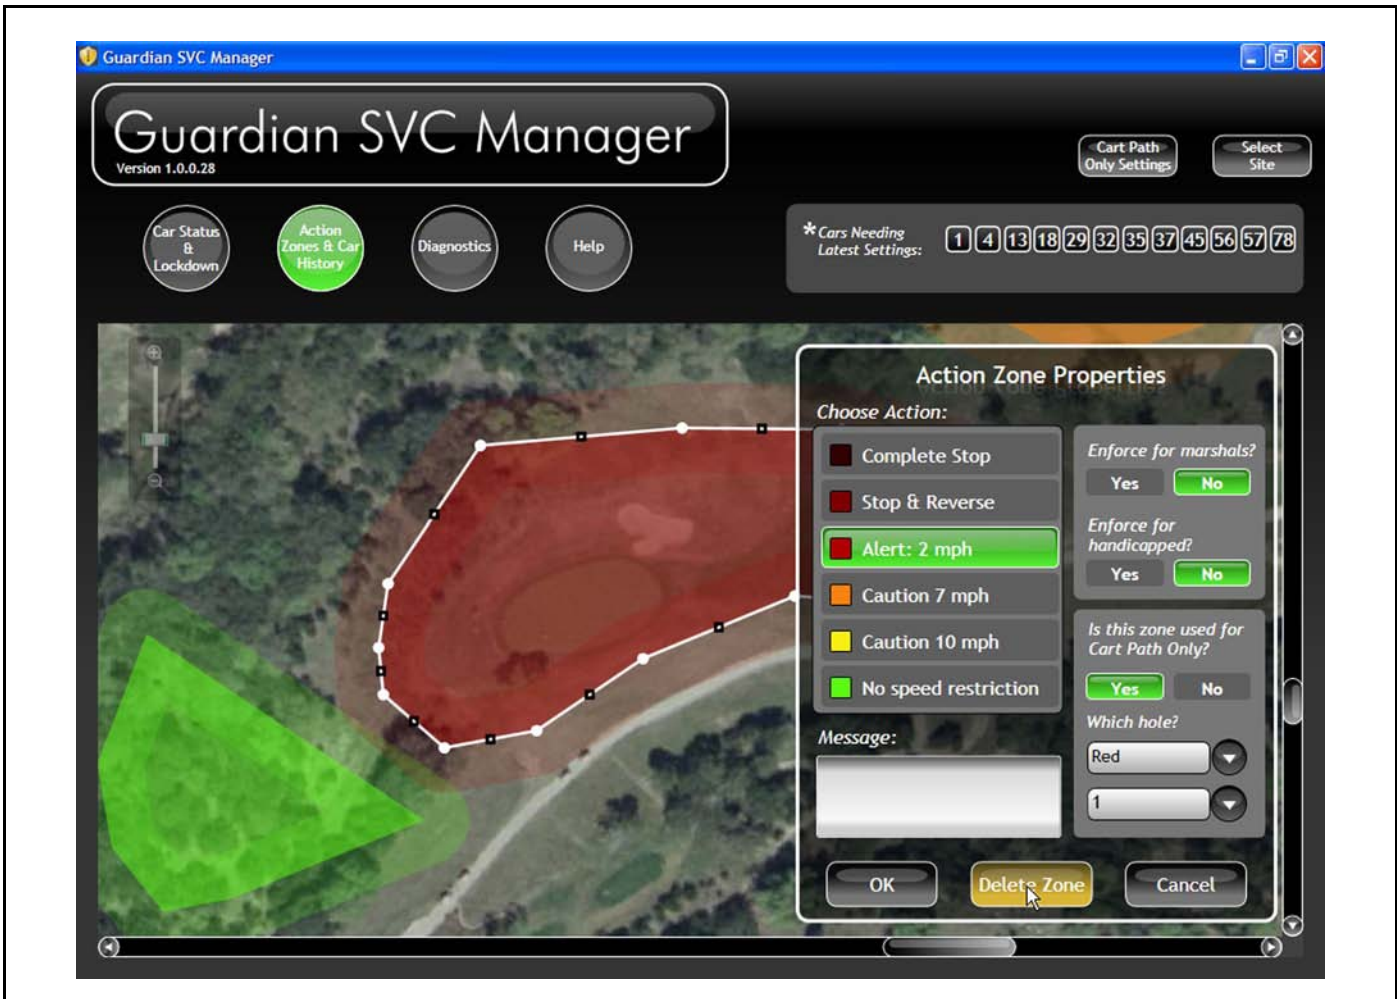 Guardian SVC Manager
Guardian SVC Manager
Version 1.0.0.28
Cart Path
Only Settings
Select
Site
Car Status
&
Lockdown
Action
Zones & Car
History
Diagnostics
Help
*Cars Needing
Latest Settings:
1 4 13 18 29 32 35 37 45 56 57 78
Action Zone Properties
Choose Action:
Complete Stop
Stop & Reverse
Alert: 2 mph
Caution 7 mph
Caution 10 mph
No speed restriction
Message:
Enforce for marshals?
Yes No
Enforce for
handicapped?
Yes No
Is this zone used for
Cart Path Only?
Yes No
Which hole?
Red
1
OK Delete Zone Cancel